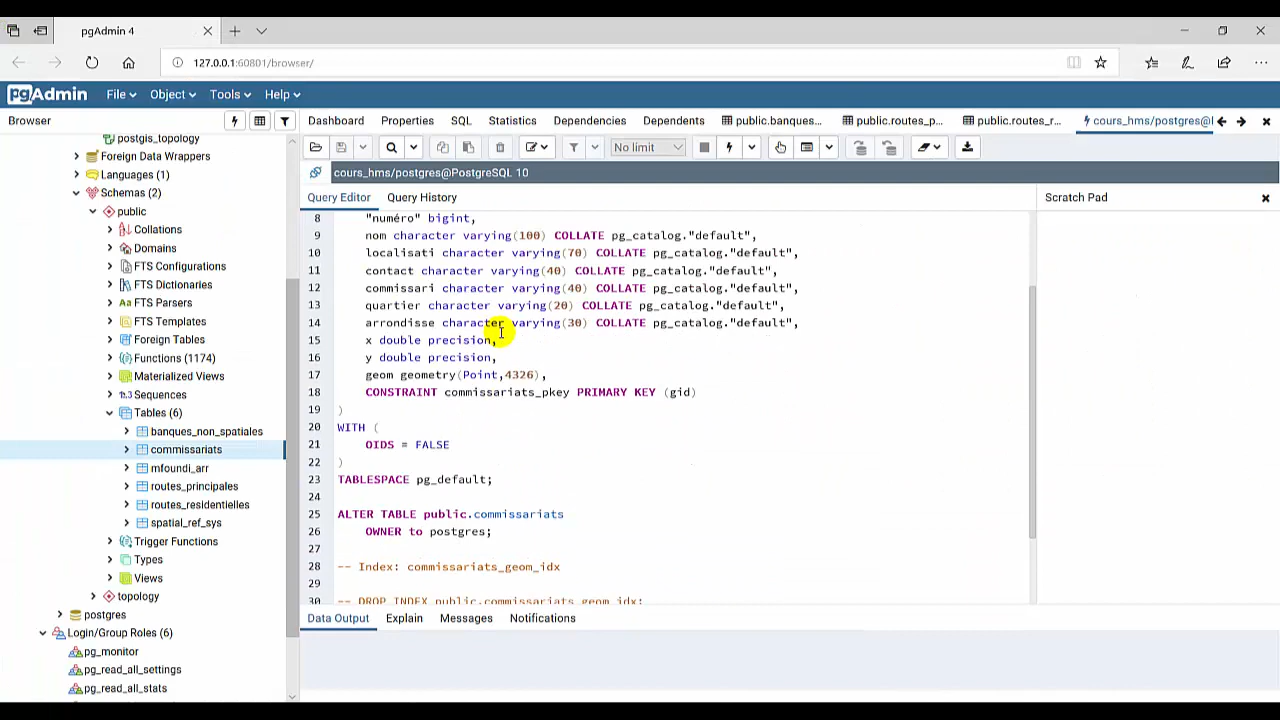 pgAdmin 4
127.0.0.1:60801/browser/
pgAdmin File Object Tools Help
Browser
Dashboard Properties SQL Statistics Dependencies Dependents public.banques... public.routes_p... public.routes_r... cours_hms/postgres@
No limit
cours_hms/postgres@PostgreSQL 10
Query Editor Query History
Scratch Pad
postgis_topology
Foreign Data Wrappers
Languages (1)
Schemas (2)
public
Collations
Domains
FTS Configurations
FTS Dictionaries
FTS Parsers
FTS Templates
Foreign Tables
Functions (1174)
Materialized Views
Sequences
Tables (6)
banques_non_spatiales
commissariats
mfoundi_arr
routes_principales
routes_residentielles
spatial_ref_sys
Trigger Functions
Types
Views
topology
postgres
Login/Group Roles (6)
pg_monitor
pg_read_all_settings
pg_read_all_stats
8 "numéro" bigint,
9 nom character varying(100) COLLATE pg_catalog."default",
10 localisati character varying(70) COLLATE pg_catalog."default",
11 contact character varying(40) COLLATE pg_catalog."default",
12 commissari character varying(40) COLLATE pg_catalog."default",
13 quartier character varying(20) COLLATE pg_catalog."default",
14 arrondisse character varying(30) COLLATE pg_catalog."default",
15 x double precision,
16 y double precision,
17 geom geometry(Point,4326),
18 CONSTRAINT commissariats_pkey PRIMARY KEY (gid)
19 )
20 WITH (
21 OIDS = FALSE
22 )
23 TABLESPACE pg_default;
24
25 ALTER TABLE public.commissariats
26 OWNER to postgres;
27
28 -- Index: commissariats_geom_idx
29
30 -- DROP INDEX public.commissariats_geom_idx;
Data Output Explain Messages Notifications